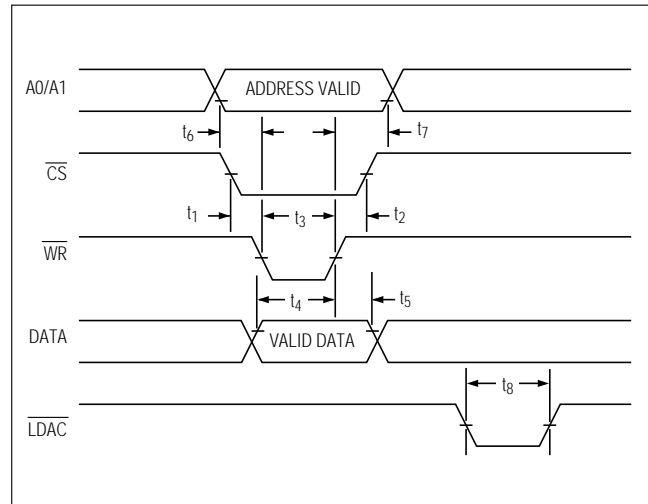 A0/A1
ADDRESS VALID
t6
t7
CS
t1
t3
t2
WR
t4
t5
DATA
VALID DATA
t8
LDAC